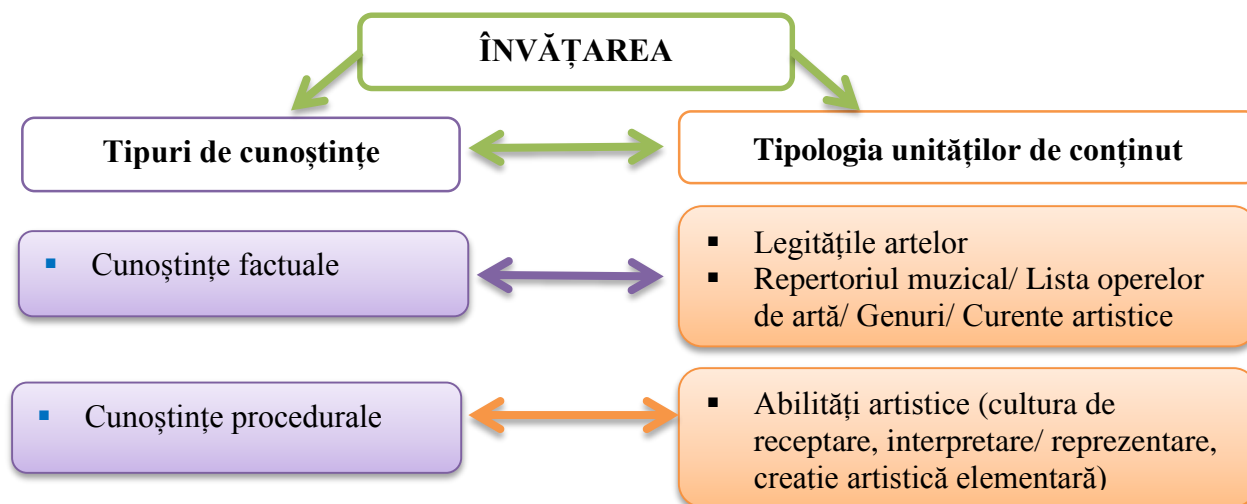 ÎNVĂȚAREA
Tipuri de cunoștințe
Tipologia unităților de conținut
▪ Cunoștințe factuale
▪ Legitățile artelor
▪ Repertoriul muzical/ Lista operelor
de artă/ Genuri/ Curente artistice
▪ Cunoștințe procedurale
▪ Abilități artistice (cultura de
receptare, interpretare/ reprezentare,
creație artistică elementară)